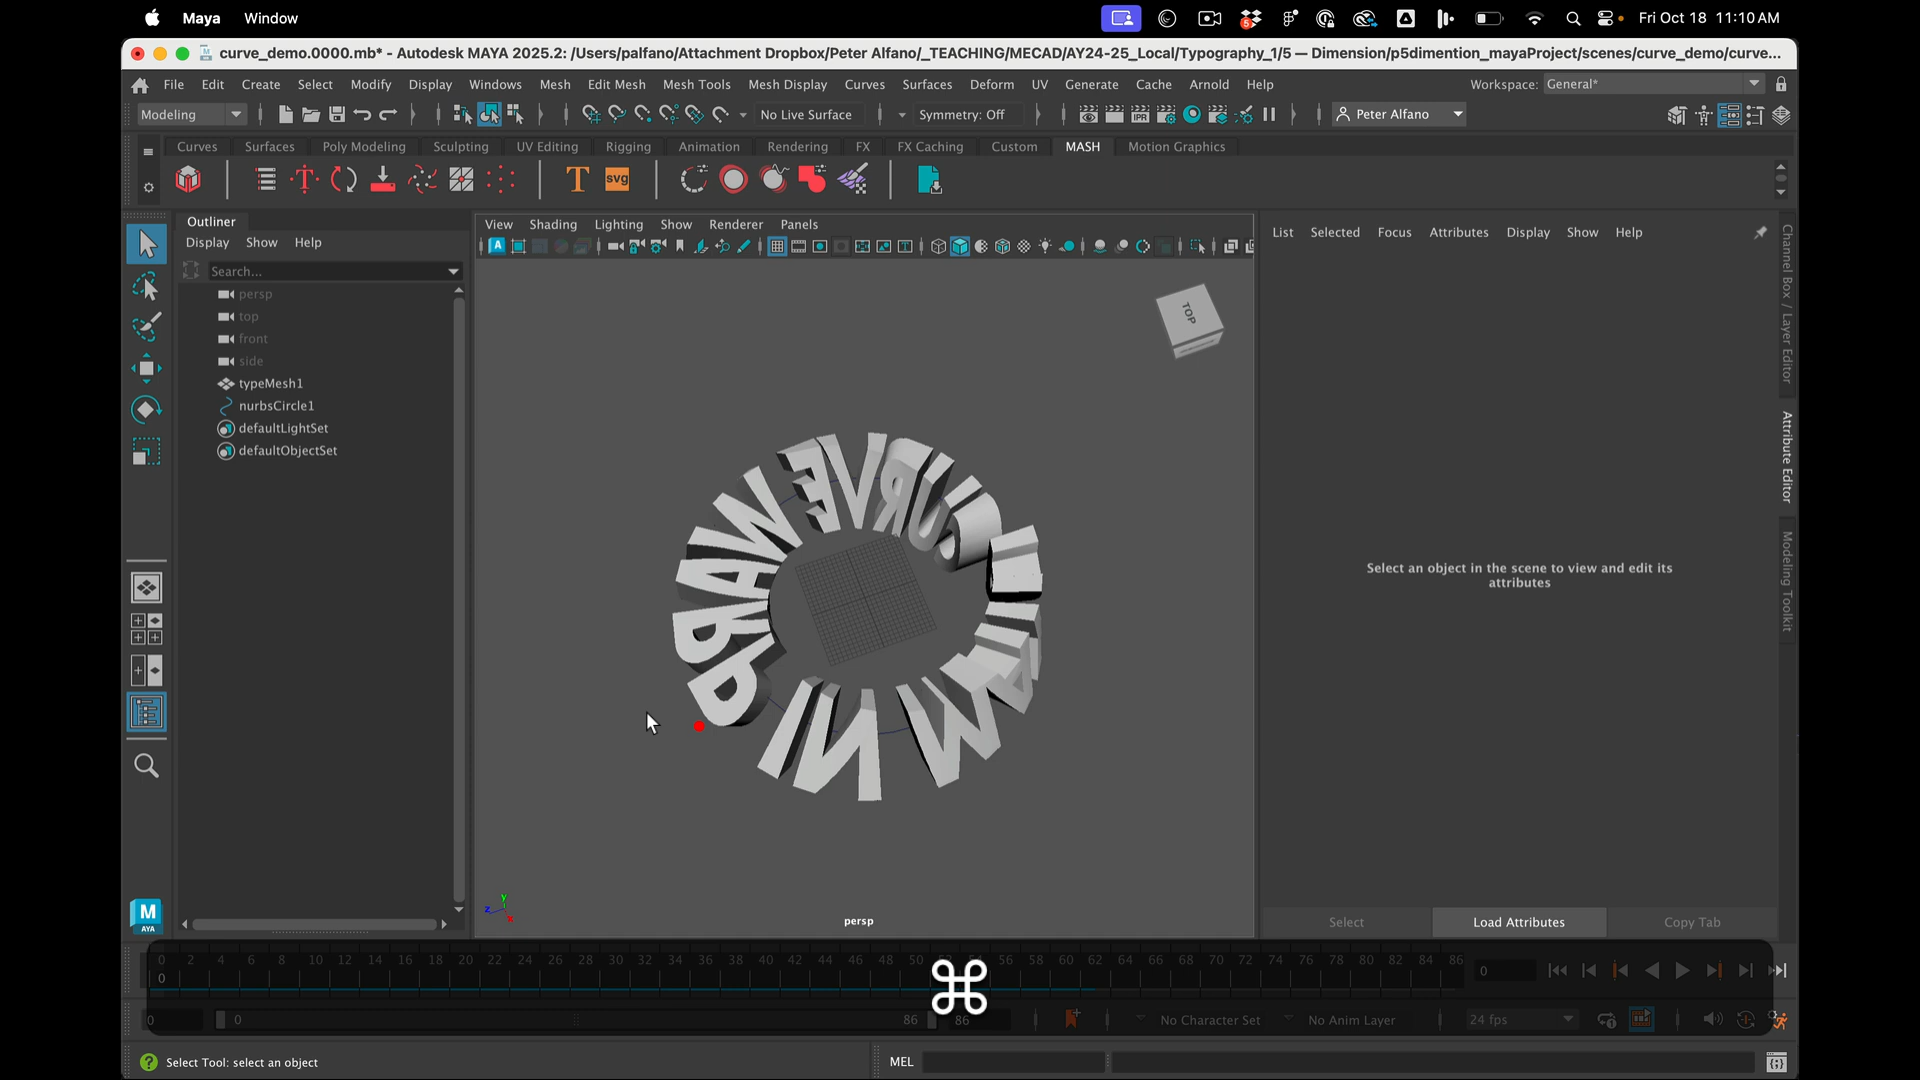 Maya Window
Fri Oct 18 11:10 AM
curve_demo.0000.mb* - Autodesk MAYA 2025.2: /Users/palfano/Attachment Dropbox/Peter Alfano/_TEACHING/MECAD/AY24-25_Local/Typography_1/5 — Dimension/p5dimention_mayaProject/scenes/curve_demo/curve...
File Edit Create Select Modify Display Windows Mesh Edit Mesh Mesh Tools Mesh Display Curves Surfaces Deform UV Generate Cache Arnold Help Workspace: General*
Modeling No Live Surface Symmetry: Off IPR Peter Alfano
Curves Surfaces Poly Modeling Sculpting UV Editing Rigging Animation Rendering FX FX Caching Custom MASH Motion Graphics
T svg
Outliner
Display Show Help
Search...
persp
top
front
side
typeMesh1
nurbsCircle1
defaultLightSet
defaultObjectSet
View Shading Lighting Show Renderer Panels
TOP
CURVE WARP IN MAYA
y
z x
persp
List Selected Focus Attributes Display Show Help
Select an object in the scene to view and edit its
attributes
Select Load Attributes Copy Tab
Channel Box / Layer Editor
Attribute Editor
Modeling Toolkit
M
AYA
0 2 4 6 8 10 12 14 16 18 20 22 24 26 28 30 32 34 36 38 40 42 44 46 48 50 52 56 58 60 62 64 66 68 70 72 74 76 78 80 82 84 86 0
0
0 0 86 86 No Character Set No Anim Layer 24 fps
⌘
Select Tool: select an object MEL